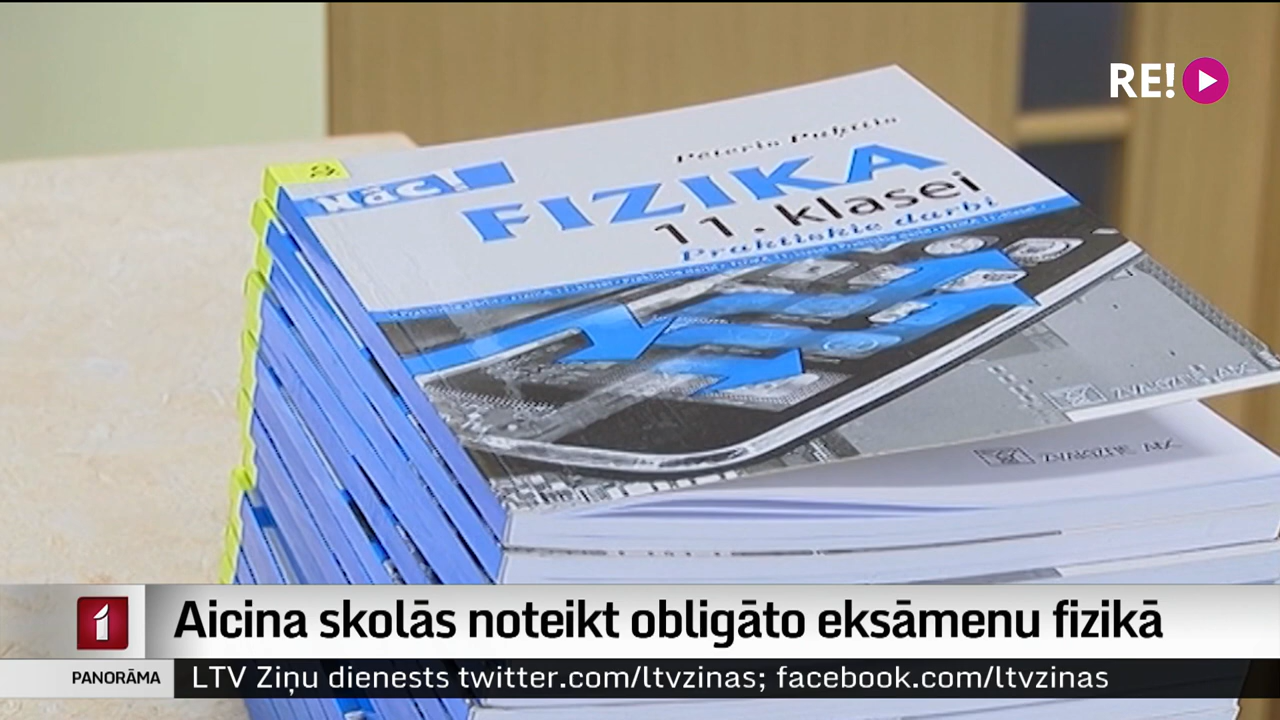 RE!
Pēteris Puķītis
Nāc!
FIZIKA
11. klasei
Praktiskie darbi
ZVAIGZNE ABC
ZVAIGZNE ABC
1
Aicina skolās noteikt obligāto eksāmenu fizikā
PANORĀMA
LTV Ziņu dienests twitter.com/ltvzinas; facebook.com/ltvzinas